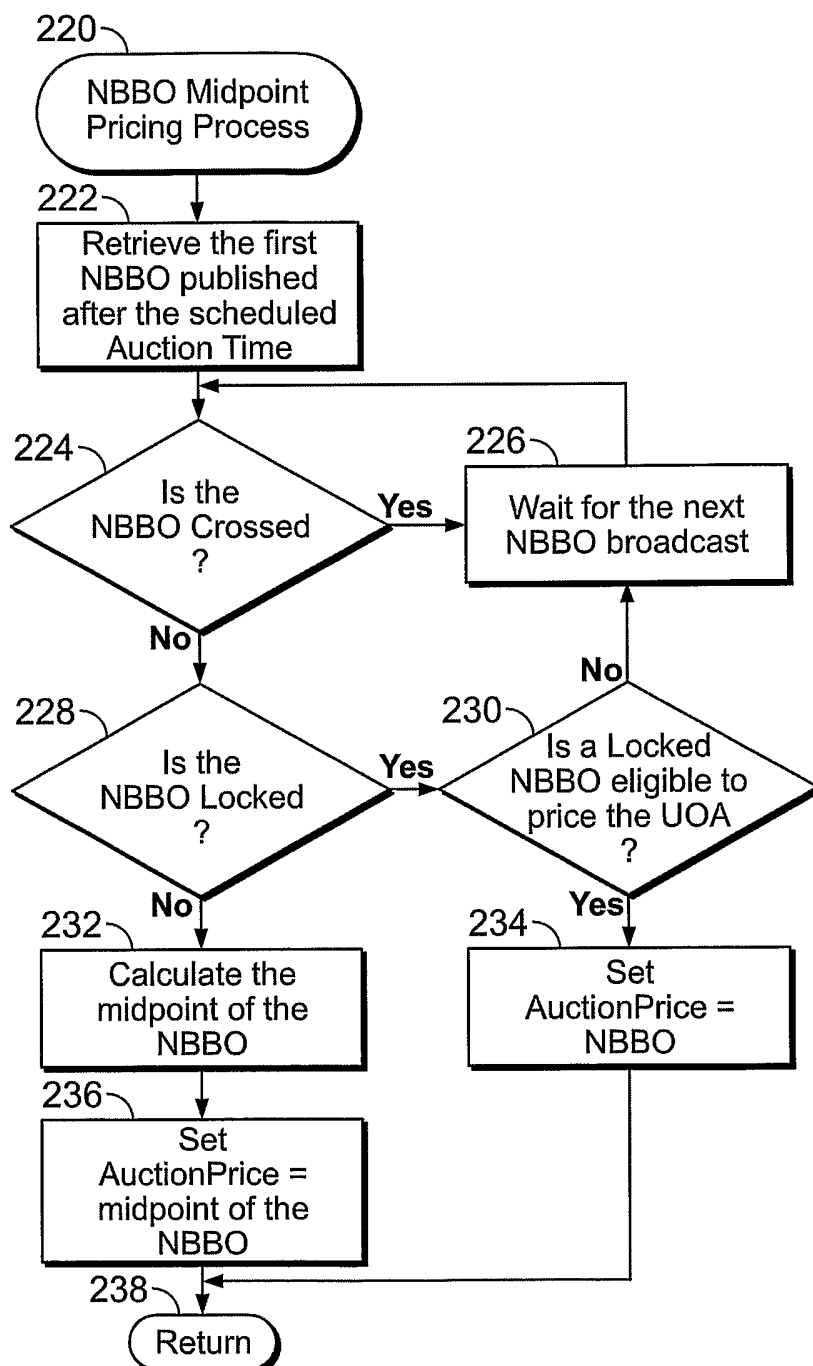 220
NBBO Midpoint
Pricing Process
222
Retrieve the first
NBBO published
after the scheduled
Auction Time
224
Is the
NBBO Crossed
?
Yes
226
Wait for the next
NBBO broadcast
No
228
Is the
NBBO Locked
?
Yes
No
230
Is a Locked
NBBO eligible to
price the UOA
?
No
Yes
232
Calculate the
midpoint of the
NBBO
234
Set
AuctionPrice =
NBBO
236
Set
AuctionPrice =
midpoint of the
NBBO
238
Return